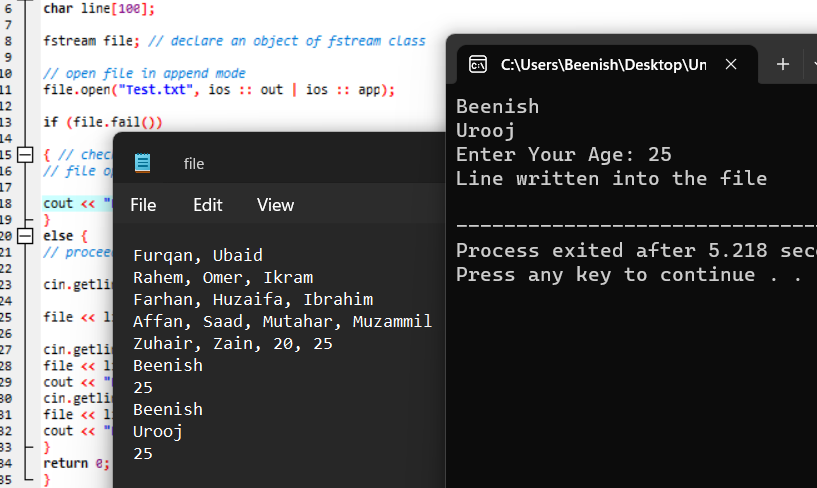 6 char line[100];
7
8 fstream file; // declare an object of fstream class
9
10 // open file in append mode
11 file.open("Test.txt", ios :: out | ios :: app);
12
13 if (file.fail())
14
15 { // chec
16 // file o
17
18 cout << "
19 }
20 else {
21 // procee
22
23 cin.getli
24
25 file << l
26
27 cin.getli
28 file << l
29 cout << "
30 cin.getli
31 file << l
32 cout << "
33 }
34 return 0;
35 }
file
File Edit View
Furqan, Ubaid
Rahem, Omer, Ikram
Farhan, Huzaifa, Ibrahim
Affan, Saad, Mutahar, Muzammil
Zuhair, Zain, 20, 25
Beenish
25
Beenish
Urooj
25
C:\Users\Beenish\Desktop\Un
Beenish
Urooj
Enter Your Age: 25
Line written into the file
--------------------------------
Process exited after 5.218 sec
Press any key to continue . .